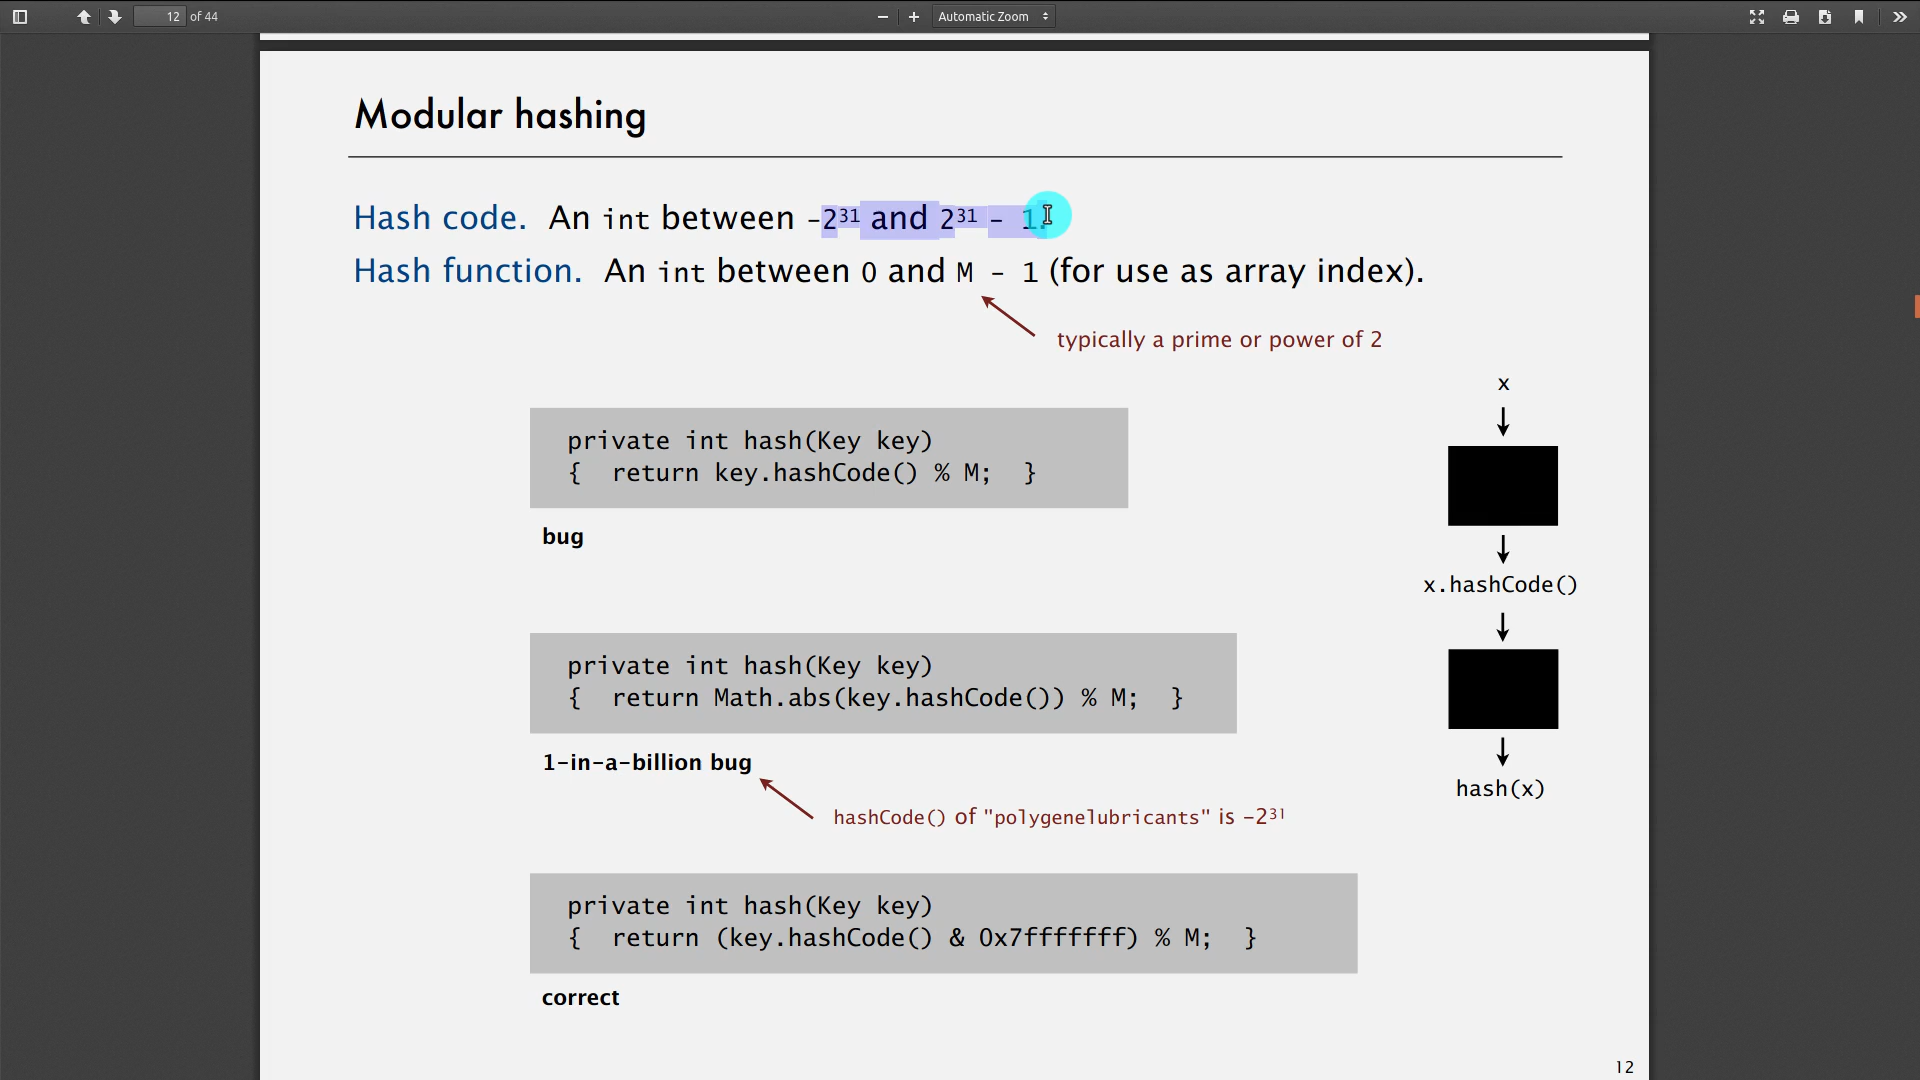 12 of 44
Automatic Zoom
Modular hashing
Hash code. An int between -2³¹ and 2³¹ - 1.
Hash function. An int between 0 and M - 1 (for use as array index).
typically a prime or power of 2
x
private int hash(Key key)
{ return key.hashCode() % M; }
bug
x.hashCode()
private int hash(Key key)
{ return Math.abs(key.hashCode()) % M; }
1-in-a-billion bug
hash(x)
hashCode() of "polygenelubricants" is -2³¹
private int hash(Key key)
{ return (key.hashCode() & 0x7fffffff) % M; }
correct
12